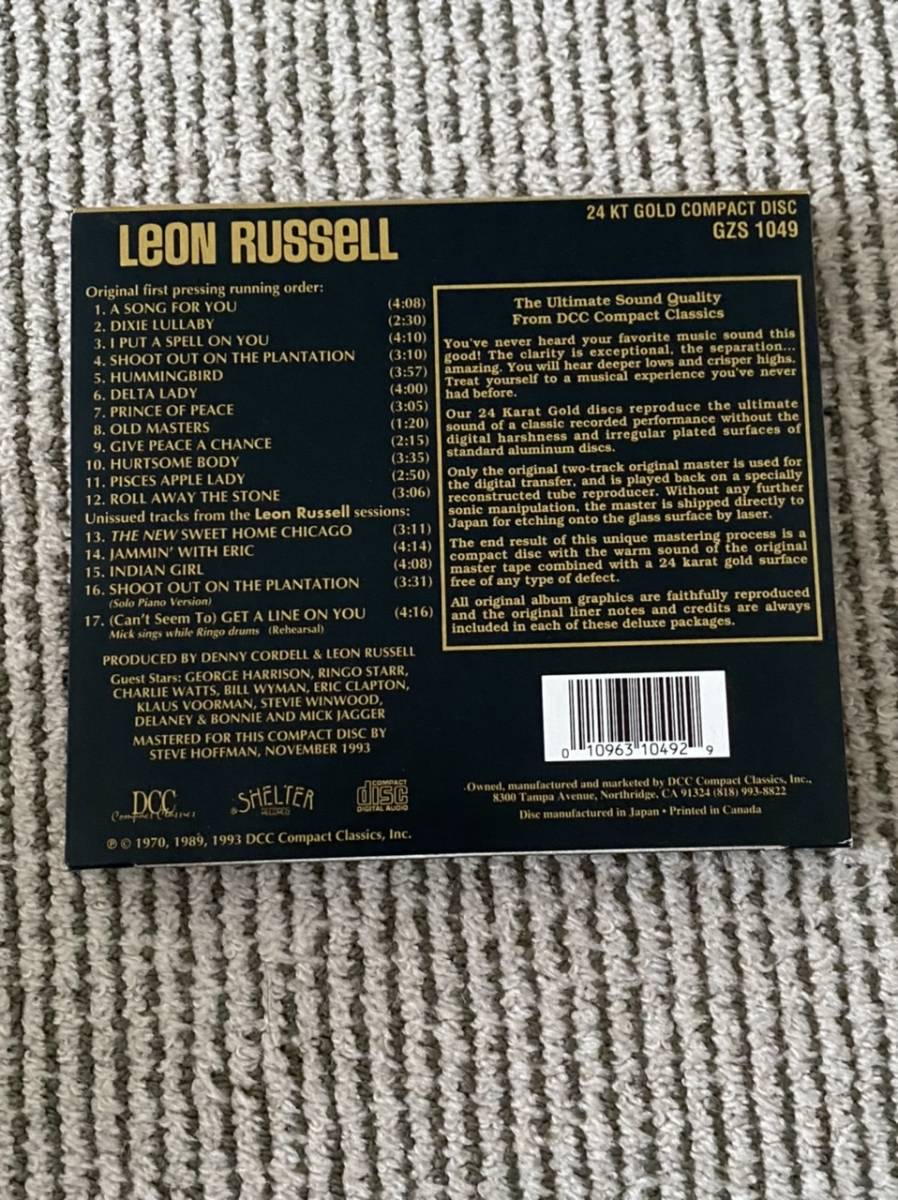 LEON RUSSELL
24 KT GOLD COMPACT DISC
GZS 1049
Original first pressing running order:
1. A SONG FOR YOU (4:08)
2. DIXIE LULLABY (2:30)
3. I PUT A SPELL ON YOU (4:10)
4. SHOOT OUT ON THE PLANTATION (3:10)
5. HUMMINGBIRD (3:57)
6. DELTA LADY (4:00)
7. PRINCE OF PEACE (3:05)
8. OLD MASTERS (1:20)
9. GIVE PEACE A CHANCE (2:15)
10. HURTSOME BODY (3:35)
11. PISCES APPLE LADY (2:50)
12. ROLL AWAY THE STONE (3:06)
Unissued tracks from the Leon Russell sessions:
13. THE NEW SWEET HOME CHICAGO (3:11)
14. JAMMIN' WITH ERIC (4:14)
15. INDIAN GIRL (4:08)
16. SHOOT OUT ON THE PLANTATION (3:31)
(Solo Piano Version)
17. (Can't Seem To) GET A LINE ON YOU (4:16)
Mick sings while Ringo drums (Rehearsal)
PRODUCED BY DENNY CORDELL & LEON RUSSELL
Guest Stars: GEORGE HARRISON, RINGO STARR,
CHARLIE WATTS, BILL WYMAN, ERIC CLAPTON,
KLAUS VOORMAN, STEVIE WINWOOD,
DELANEY & BONNIE AND MICK JAGGER
MASTERED FOR THIS COMPACT DISC BY
STEVE HOFFMAN, NOVEMBER 1993
DCC
Compact Classics
SHELTER
RECORDS
COMPACT
disc
DIGITAL AUDIO
℗ © 1970, 1989, 1993 DCC Compact Classics, Inc.
The Ultimate Sound Quality
From DCC Compact Classics
You've never heard your favorite music sound this
good! The clarity is exceptional, the separation...
amazing. You will hear deeper lows and crisper highs.
Treat yourself to a musical experience you've never
had before.
Our 24 Karat Gold discs reproduce the ultimate
sound of a classic recorded performance without the
digital harshness and irregular plated surfaces of
standard aluminum discs.
Only the original two-track original master is used for
the digital transfer, and is played back on a specially
reconstructed tube reproducer. Without any further
sonic manipulation, the master is shipped directly to
Japan for etching onto the glass surface by laser.
The end result of this unique mastering process is a
compact disc with the warm sound of the original
master tape combined with a 24 karat gold surface
free of any type of defect.
All original album graphics are faithfully reproduced
and the original liner notes and credits are always
included in each of these deluxe packages.
0 10963 10492 9
Owned, manufactured and marketed by DCC Compact Classics, Inc.,
8300 Tampa Avenue, Northridge, CA 91324 (818) 993-8822
Disc manufactured in Japan • Printed in Canada